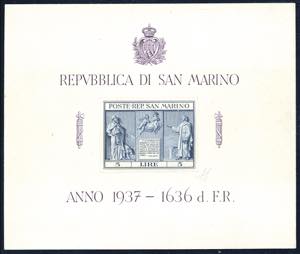 REPVBBLICA DI SAN MARINO
POSTE REP. SAN MARINO
5 LIRE 5
ANNO 1937 - 1636 d. F.R.